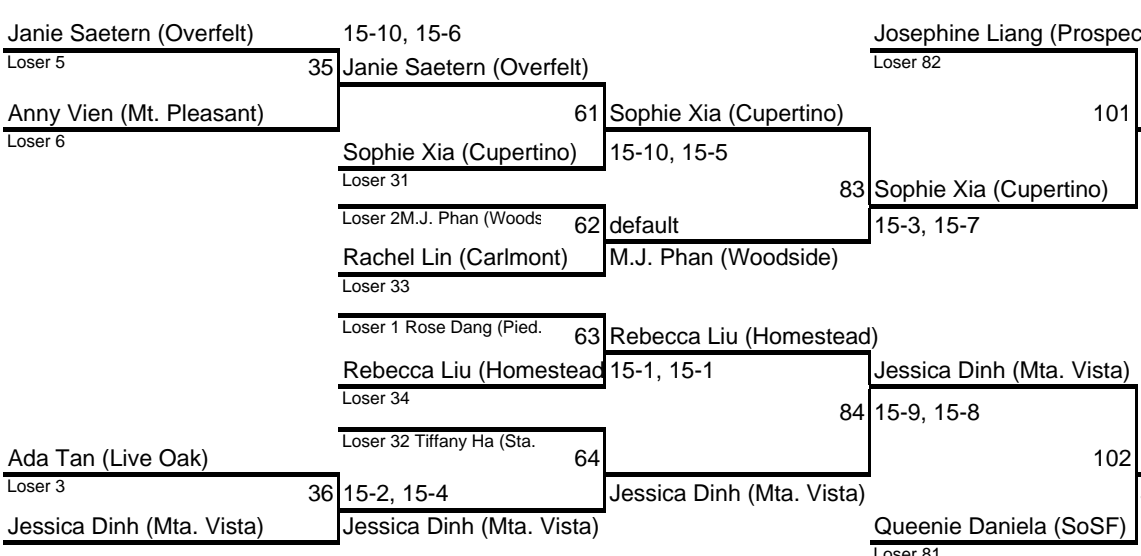 Janie Saetern (Overfelt) 15-10, 15-6 Josephine Liang (Prospec
Loser 5 35 Janie Saetern (Overfelt) Loser 82
Anny Vien (Mt. Pleasant) 61 Sophie Xia (Cupertino) 101
Loser 6
Sophie Xia (Cupertino) 15-10, 15-5
Loser 31
83 Sophie Xia (Cupertino)
Loser 2M.J. Phan (Woods 62 default 15-3, 15-7
Rachel Lin (Carlmont) M.J. Phan (Woodside)
Loser 33
Loser 1 Rose Dang (Pied. 63 Rebecca Liu (Homestead)
Rebecca Liu (Homestead 15-1, 15-1 Jessica Dinh (Mta. Vista)
Loser 34
84 15-9, 15-8
Loser 32 Tiffany Ha (Sta.
Ada Tan (Live Oak) 64 102
Loser 3 36 15-2, 15-4 Jessica Dinh (Mta. Vista)
Jessica Dinh (Mta. Vista) Jessica Dinh (Mta. Vista) Queenie Daniela (SoSF)
Loser 81